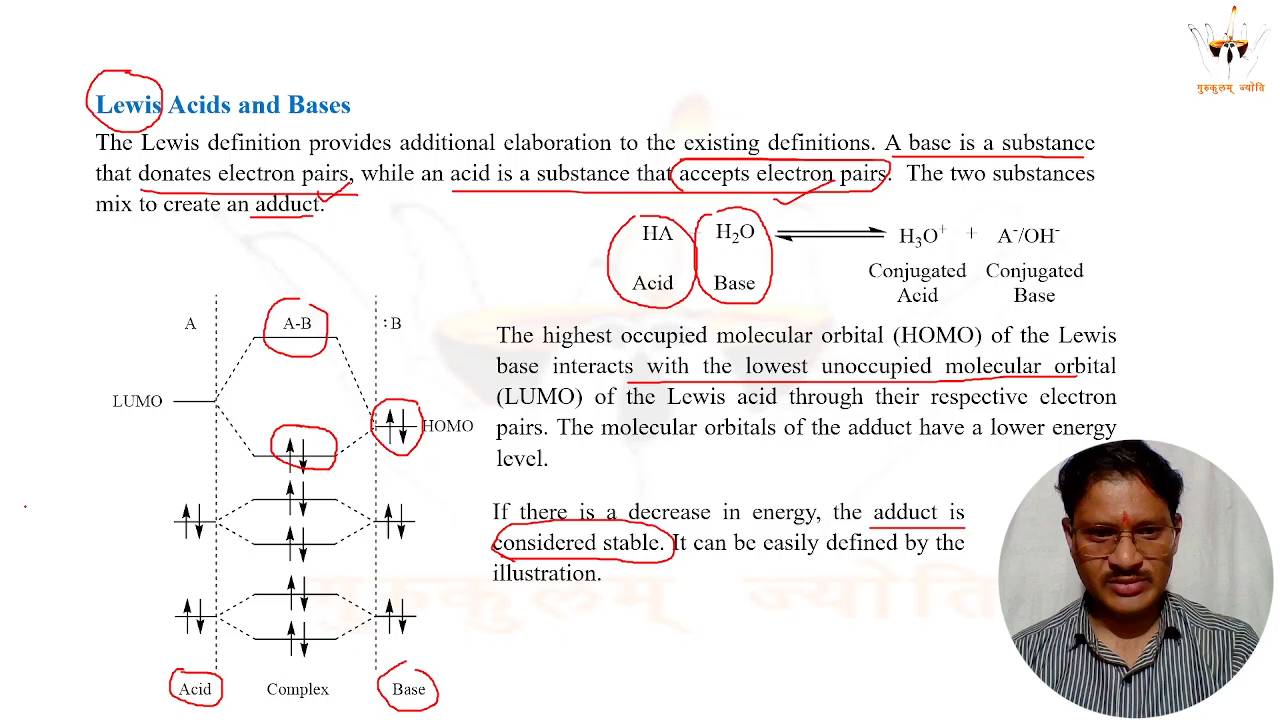 गुरुकुलम् ज्योति
Lewis Acids and Bases
The Lewis definition provides additional elaboration to the existing definitions. A base is a substance
that donates electron pairs, while an acid is a substance that accepts electron pairs. The two substances
mix to create an adduct.
HA H₂O H₃O⁺ + A⁻/OH⁻
Acid Base Conjugated Acid Conjugated Base
A A-B :B
LUMO
HOMO
Acid Complex Base
The highest occupied molecular orbital (HOMO) of the Lewis
base interacts with the lowest unoccupied molecular orbital
(LUMO) of the Lewis acid through their respective electron
pairs. The molecular orbitals of the adduct have a lower energy
level.
If there is a decrease in energy, the adduct is
considered stable. It can be easily defined by the
illustration.
गुरुकुलम् ज्योति